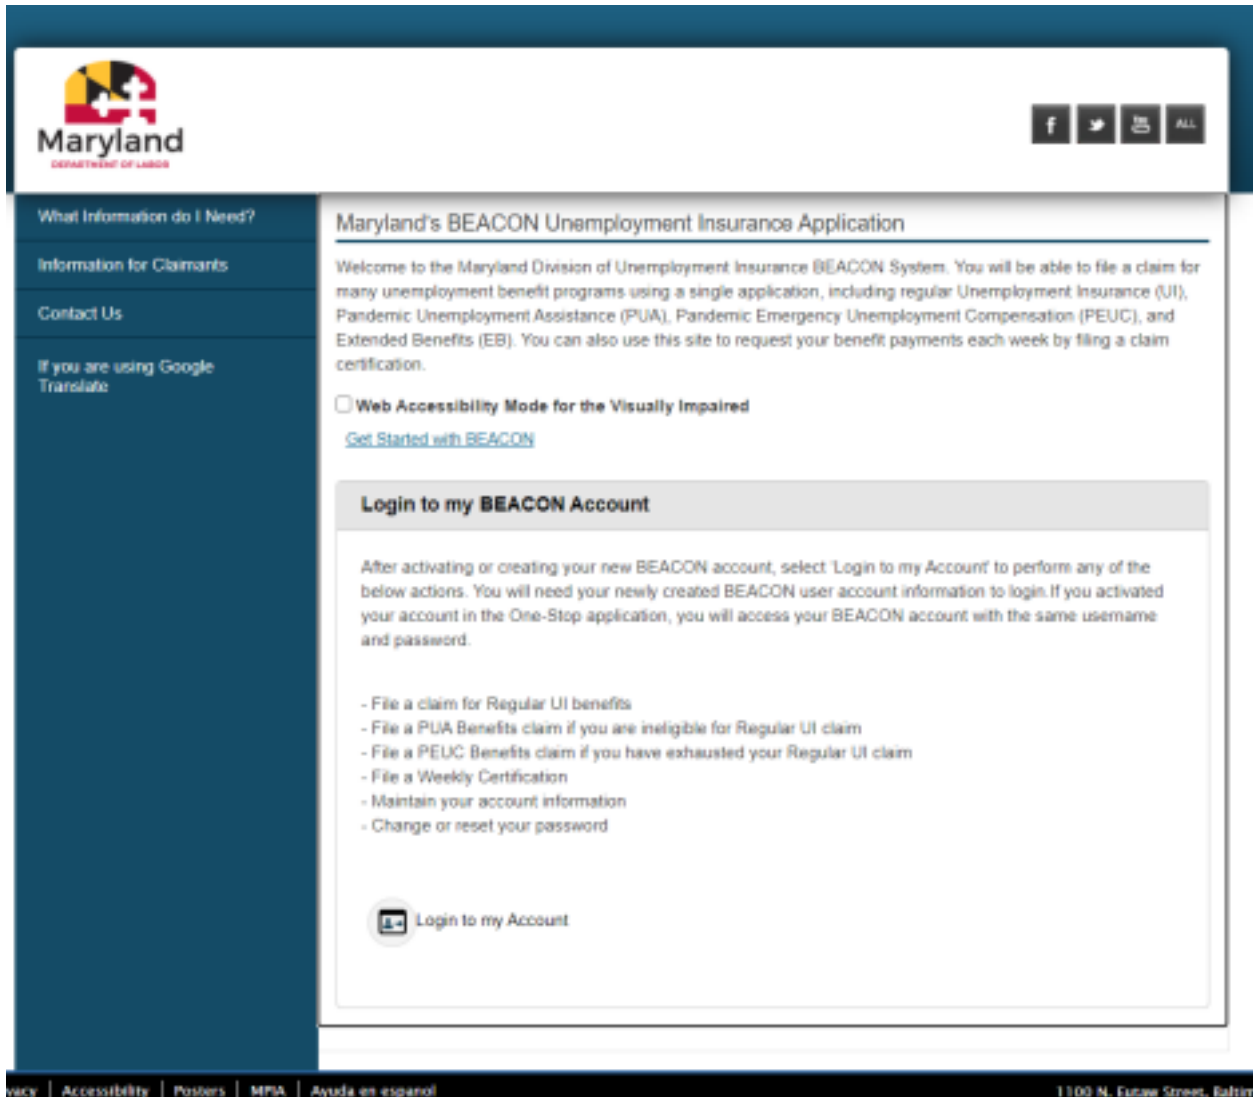 Maryland
DEPARTMENT OF LABOR
f
You
ALL
What Information do I Need?
Information for Claimants
Contact Us
If you are using Google
Translate
Maryland's BEACON Unemployment Insurance Application
Welcome to the Maryland Division of Unemployment Insurance BEACON System. You will be able to file a claim for
many unemployment benefit programs using a single application, including regular Unemployment Insurance (UI),
Pandemic Unemployment Assistance (PUA), Pandemic Emergency Unemployment Compensation (PEUC), and
Extended Benefits (EB). You can also use this site to request your benefit payments each week by filing a claim
certification.
Web Accessibility Mode for the Visually Impaired
Get Started with BEACON
Login to my BEACON Account
After activating or creating your new BEACON account, select 'Login to my Account' to perform any of the
below actions. You will need your newly created BEACON user account information to login.If you activated
your account in the One-Stop application, you will access your BEACON account with the same username
and password.
- File a claim for Regular UI benefits
- File a PUA Benefits claim if you are ineligible for Regular UI claim
- File a PEUC Benefits claim if you have exhausted your Regular UI claim
- File a Weekly Certification
- Maintain your account information
- Change or reset your password
Login to my Account
vacy | Accessibility | Posters | MPIA | Ayuda en espanol
1100 N. Eutaw Street, Baltim